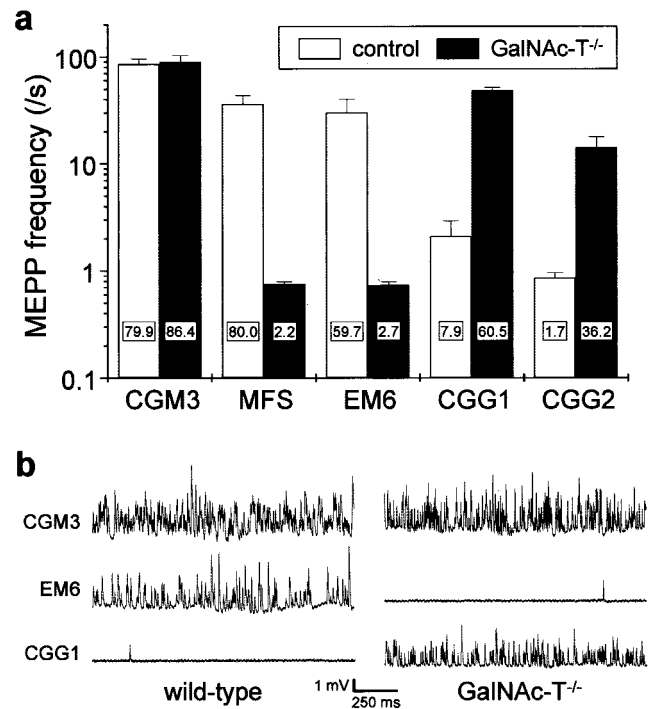 a
control GalNAc-T-/-
MEPP frequency (/s)
100
10
1
0.1
79.9 86.4 80.0 2.2 59.7 2.7 7.9 60.5 1.7 36.2
CGM3 MFS EM6 CGG1 CGG2
b
CGM3
EM6
CGG1
wild-type 1 mV 250 ms GalNAc-T-/-